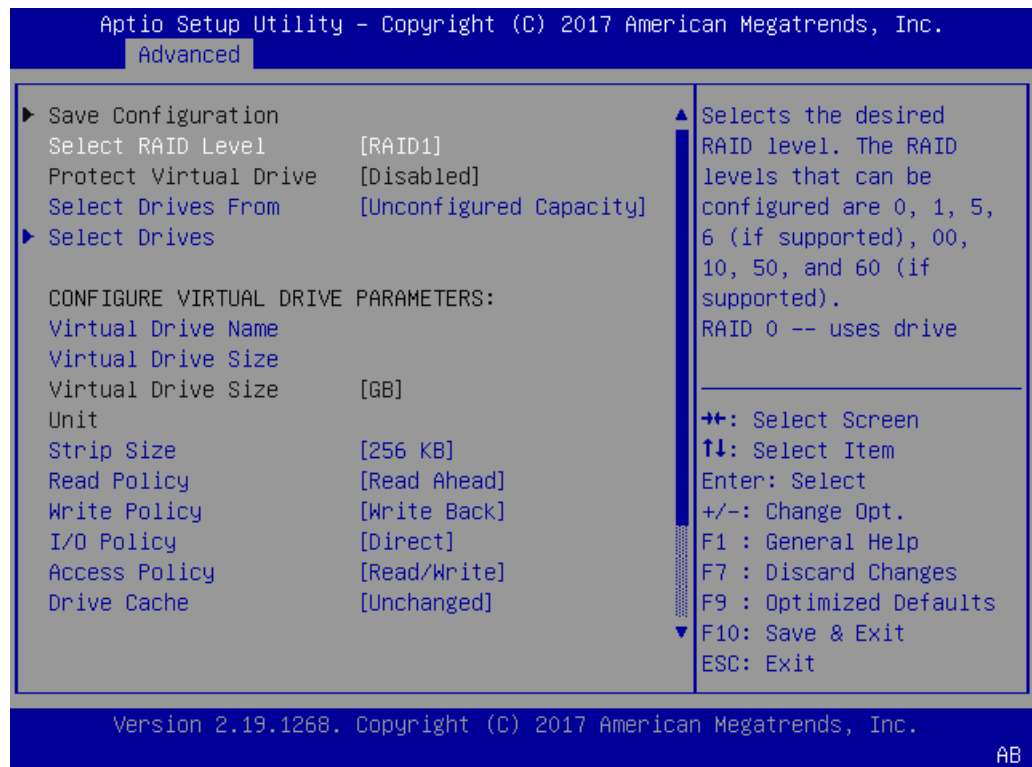 Aptio Setup Utility – Copyright (C) 2017 American Megatrends, Inc.
Advanced
Save Configuration
Select RAID Level [RAID1]
Protect Virtual Drive [Disabled]
Select Drives From [Unconfigured Capacity]
Select Drives
CONFIGURE VIRTUAL DRIVE PARAMETERS:
Virtual Drive Name
Virtual Drive Size
Virtual Drive Size [GB]
Unit
Strip Size [256 KB]
Read Policy [Read Ahead]
Write Policy [Write Back]
I/O Policy [Direct]
Access Policy [Read/Write]
Drive Cache [Unchanged]
Selects the desired
RAID level. The RAID
levels that can be
configured are 0, 1, 5,
6 (if supported), 00,
10, 50, and 60 (if
supported).
RAID 0 -- uses drive
→←: Select Screen
↑↓: Select Item
Enter: Select
+/-: Change Opt.
F1 : General Help
F7 : Discard Changes
F9 : Optimized Defaults
F10: Save & Exit
ESC: Exit
Version 2.19.1268. Copyright (C) 2017 American Megatrends, Inc.
AB